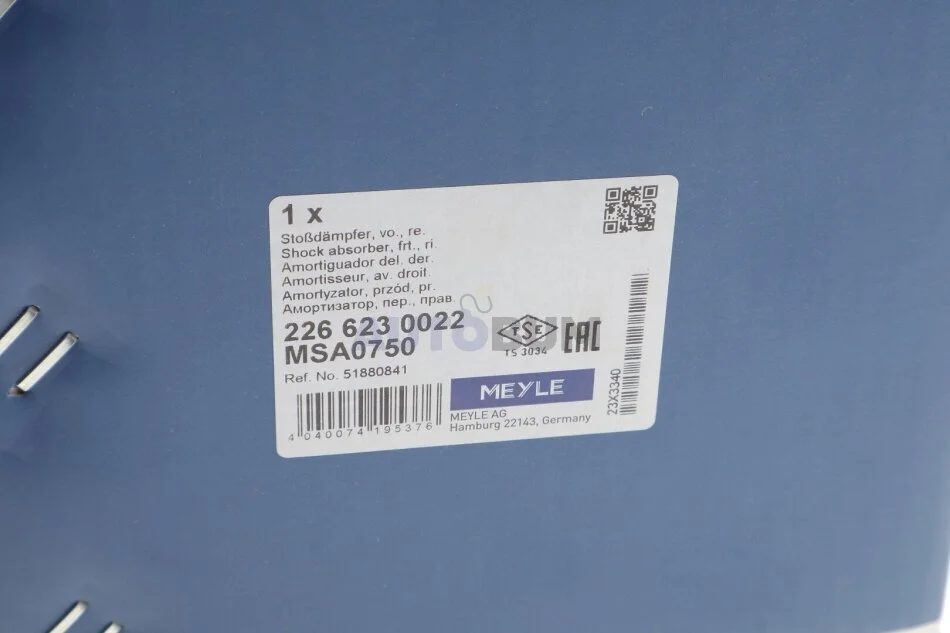 1 x
Stoßdämpfer, vo., re.
Shock absorber, frt., ri.
Amortiguador del. der.
Amortisseur, av. droit.
Amortyzator, przód, pr.
Амортизатор, пер., прав.
226 623 0022
MSA0750
Ref. No. 51880841
TSE
TS 3034
EAC
MEYLE
MEYLE AG
Hamburg 22143, Germany
4 040074 195376
23X3340
AUTOBUM